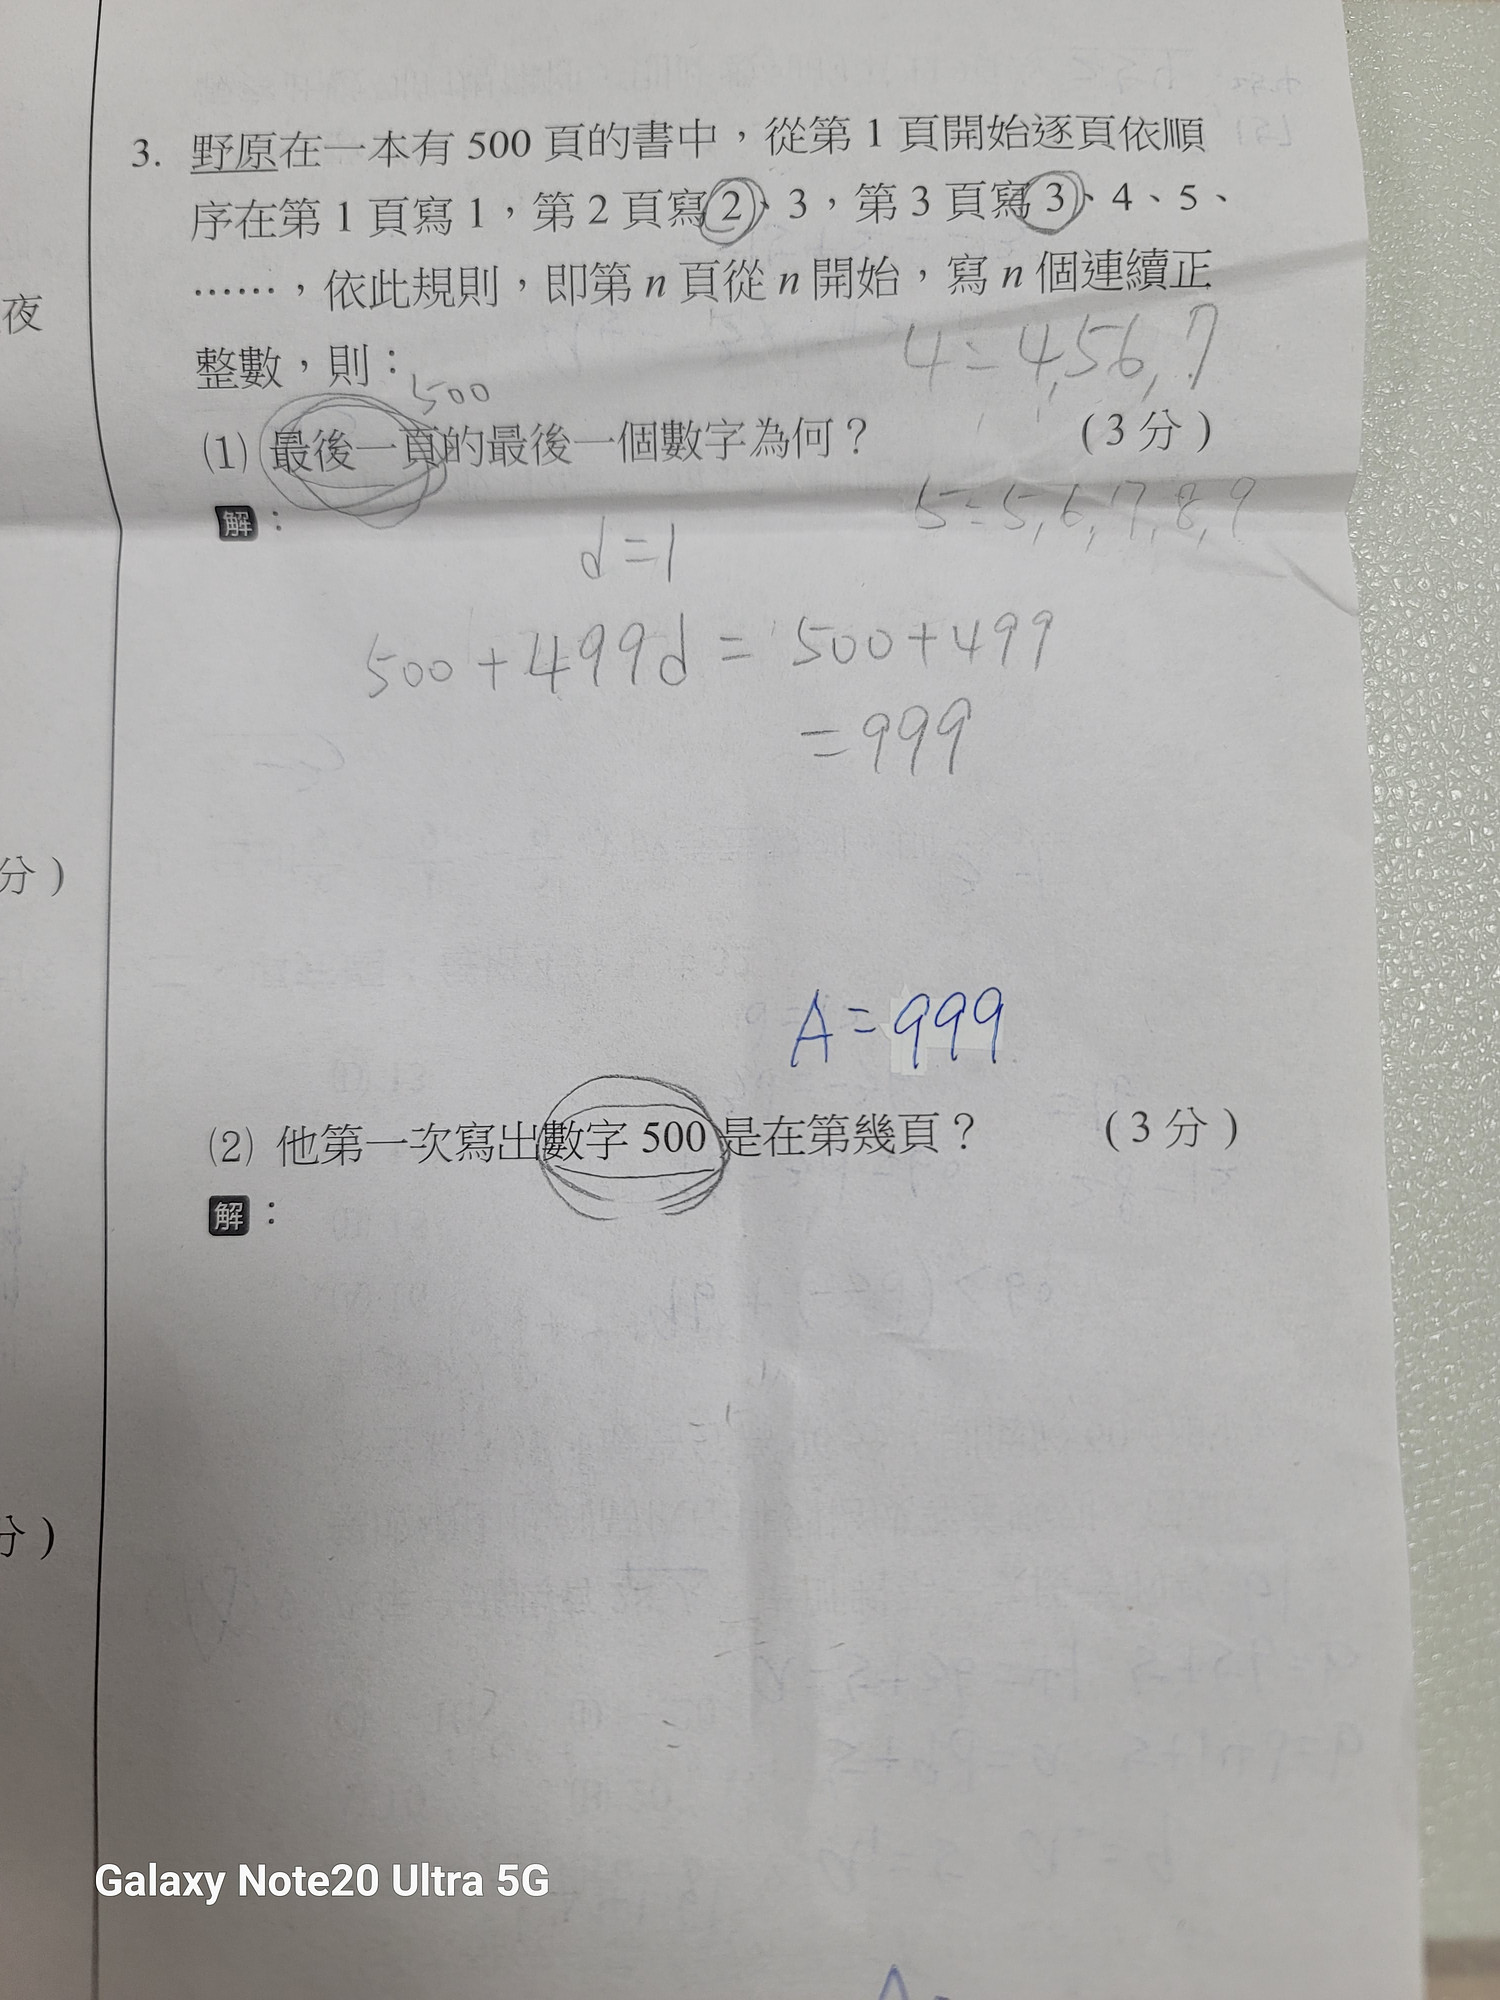 3. 野原在一本有 500 頁的書中，從第 1 頁開始逐頁依順
序在第 1 頁寫 1，第 2 頁寫 2、3，第 3 頁寫 3、4、5、
……，依此規則，即第 n 頁從 n 開始，寫 n 個連續正
整數，則：
4=4,5 6,7
500
(1) 最後一頁的最後一個數字為何？ (3 分)
5=5,6,7,8,9
解：
d=1
500+499d=500+499
=999
A=999
(2) 他第一次寫出數字 500 是在第幾頁？ (3 分)
解：
夜
分)
分)
Galaxy Note20 Ultra 5G